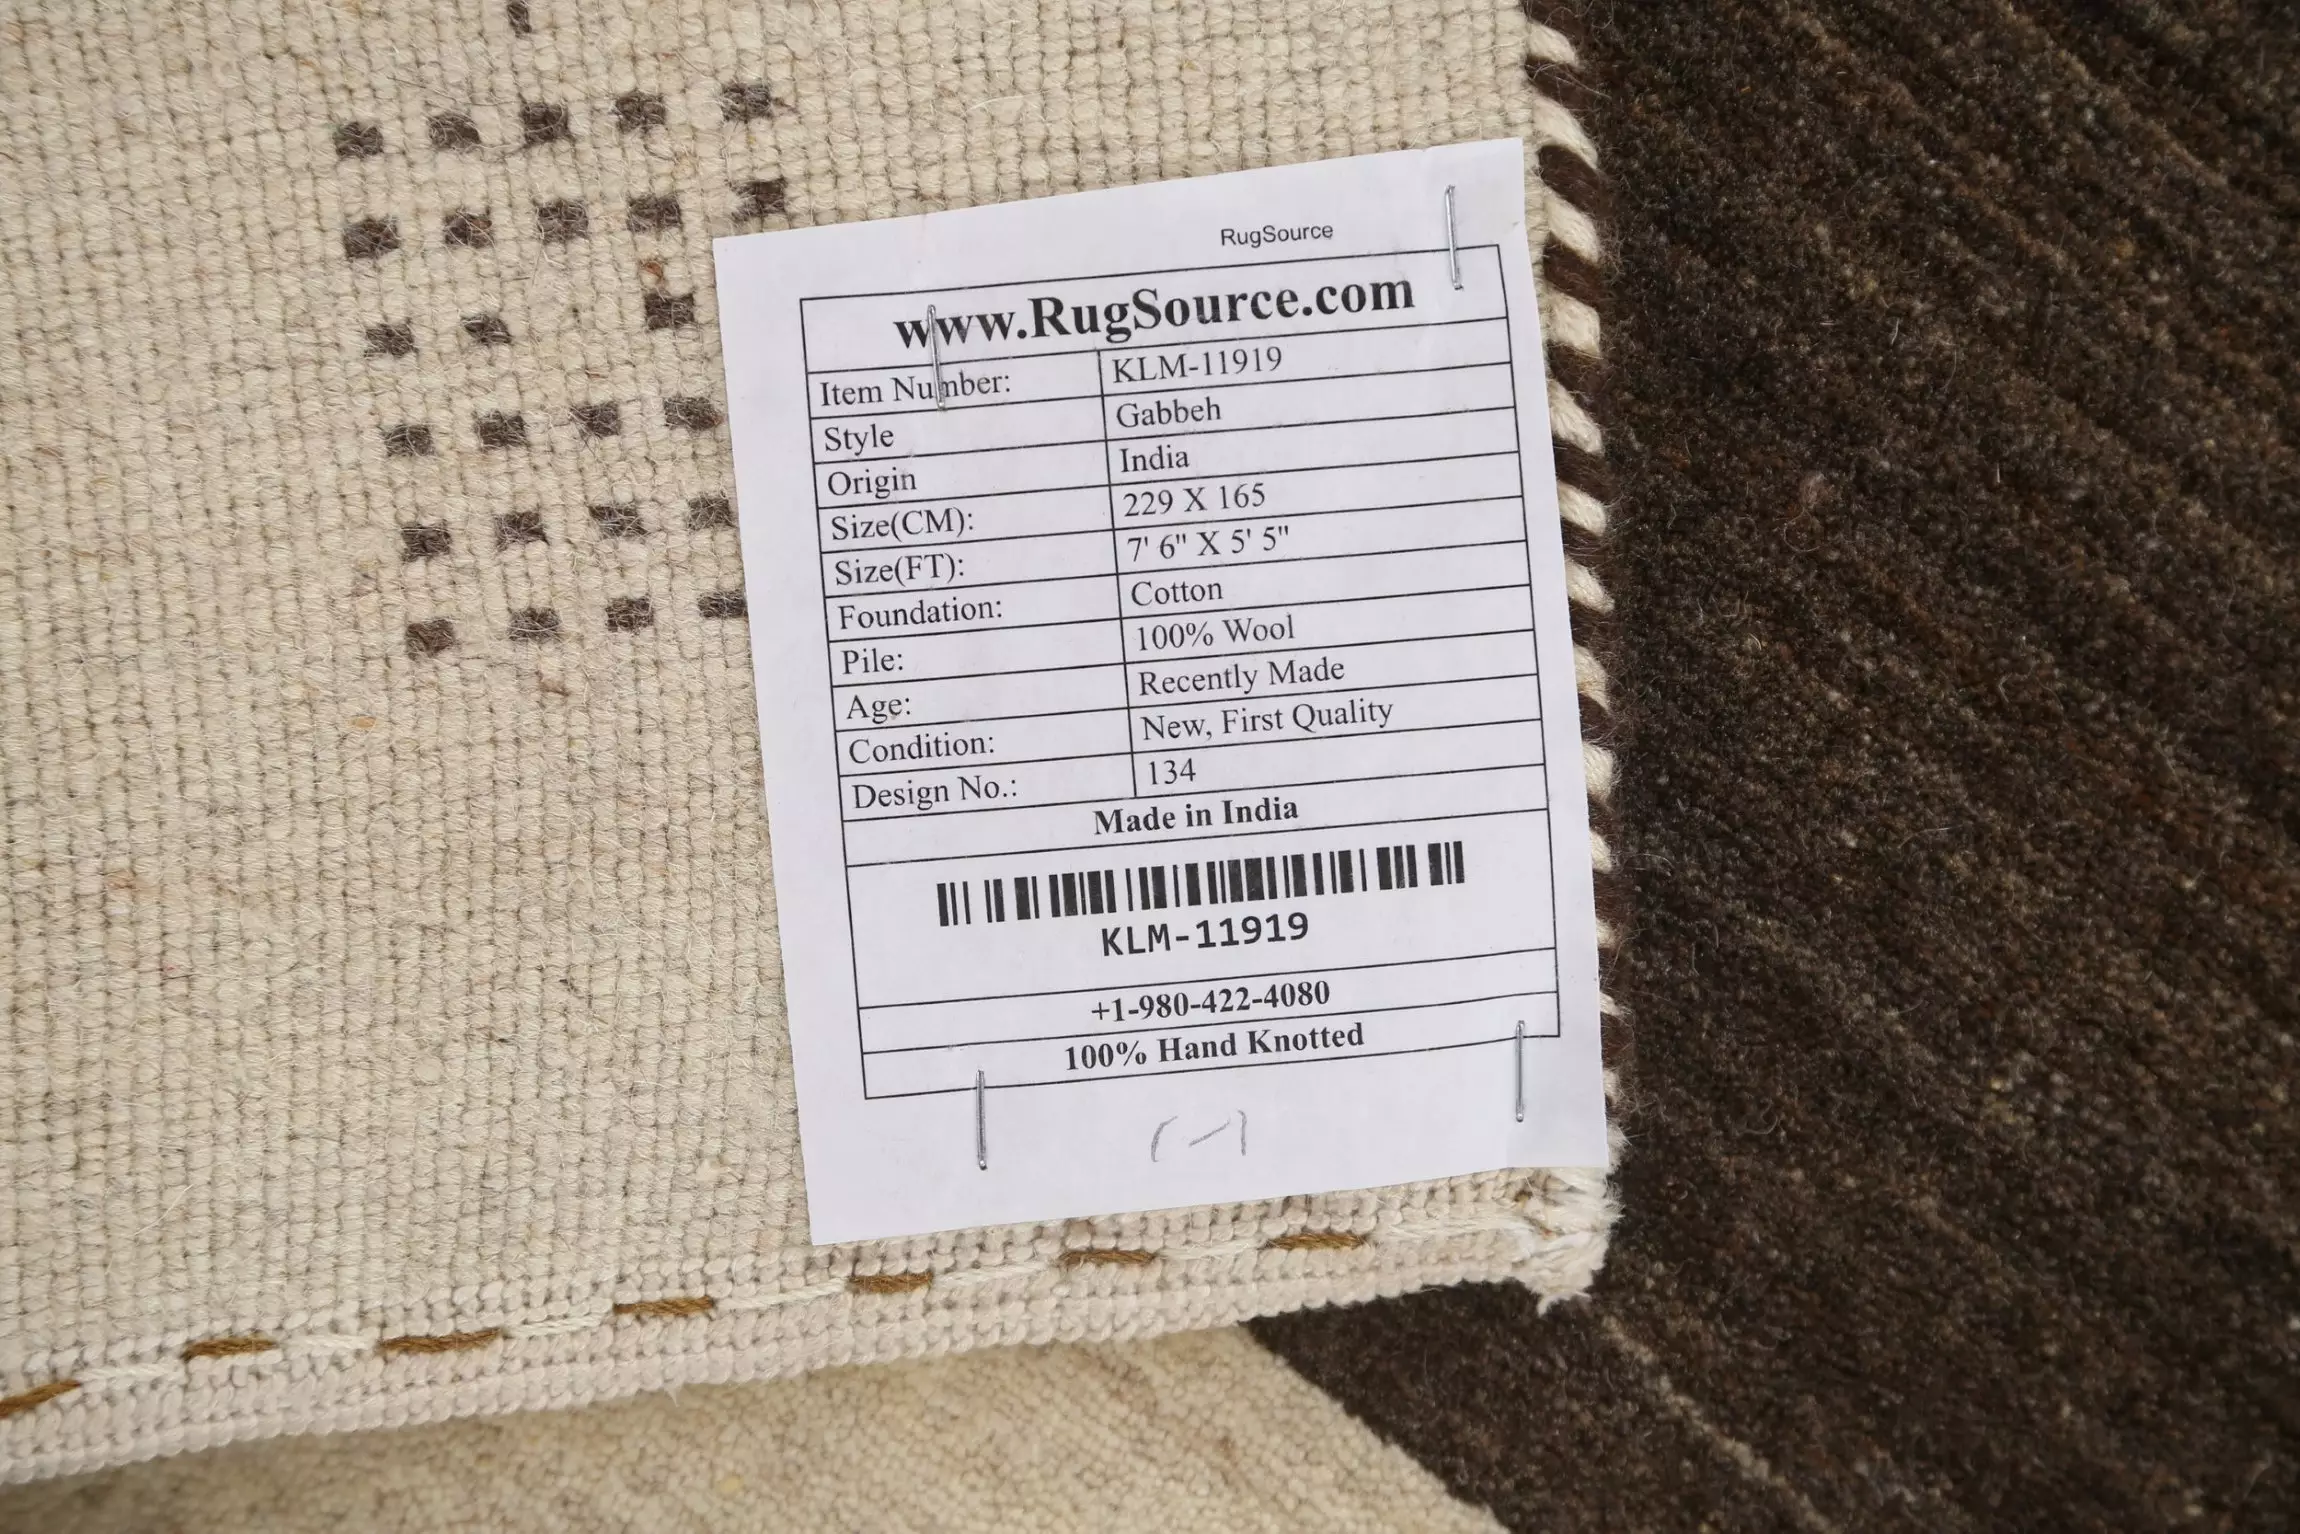 RugSource
www.RugSource.com
Item Number: KLM-11919
Style Gabbeh
Origin India
Size(CM): 229 X 165
Size(FT): 7' 6" X 5' 5"
Foundation: Cotton
Pile: 100% Wool
Age: Recently Made
Condition: New, First Quality
Design No.: 134
Made in India
KLM-11919
+1-980-422-4080
100% Hand Knotted